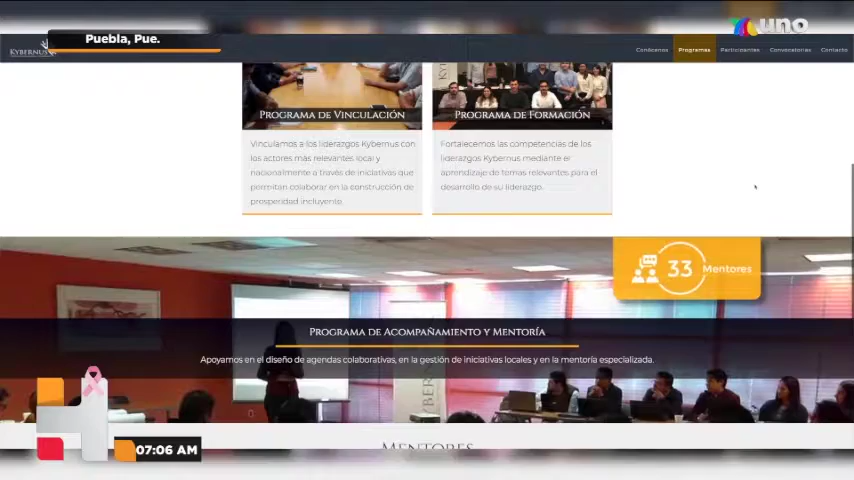 Puebla, Pue.
uno
KYBERNUS
Conócenos Programas Participantes Convocatorias Contacto
PROGRAMA DE VINCULACIÓN
Vinculamos a los liderazgos Kybernus con
los actores más relevantes local y
nacionalmente a través de iniciativas que
permitan colaborar en la construcción de
prosperidad incluyente.
PROGRAMA DE FORMACIÓN
Fortalecemos las competencias de los
liderazgos Kybernus mediante el
aprendizaje de temas relevantes para el
desarrollo de su liderazgo.
33 Mentores
PROGRAMA DE ACOMPAÑAMIENTO Y MENTORÍA
Apoyamos en el diseño de agendas colaborativas, en la gestión de iniciativas locales y en la mentoría especializada.
MENTORES
07:06 AM